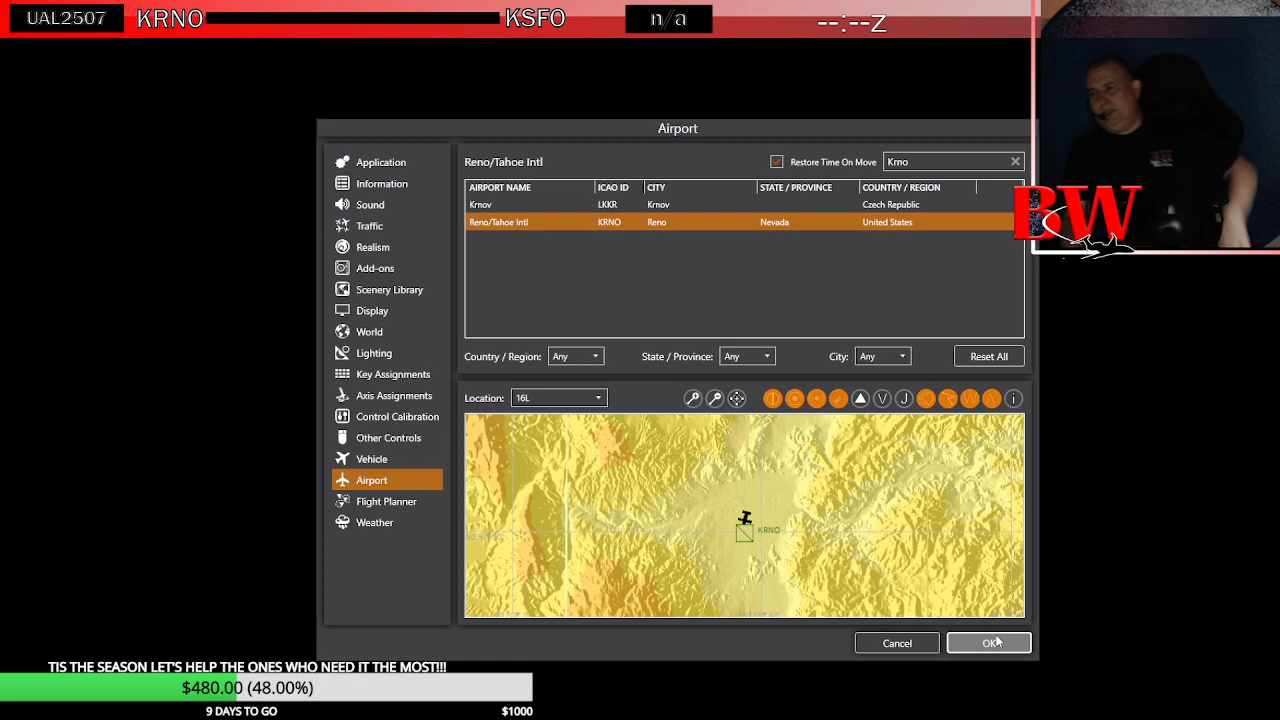 UAL2507 KRNO KSFO n/a --:--Z
Airport
Application
Information
Sound
Traffic
Realism
Add-ons
Scenery Library
Display
World
Lighting
Key Assignments
Axis Assignments
Control Calibration
Other Controls
Vehicle
Airport
Flight Planner
Weather
Reno/Tahoe Intl Restore Time On Move Krno
AIRPORT NAME ICAO ID CITY STATE / PROVINCE COUNTRY / REGION
Krnov LKKR Krnov Czech Republic
Reno/Tahoe Intl KRNO Reno Nevada United States
Country / Region: Any State / Province: Any City: Any Reset All
Location: 16L
V J W i
KRNO
Cancel OK
BW
TIS THE SEASON LET'S HELP THE ONES WHO NEED IT THE MOST!!!
$480.00 (48.00%)
9 DAYS TO GO $1000